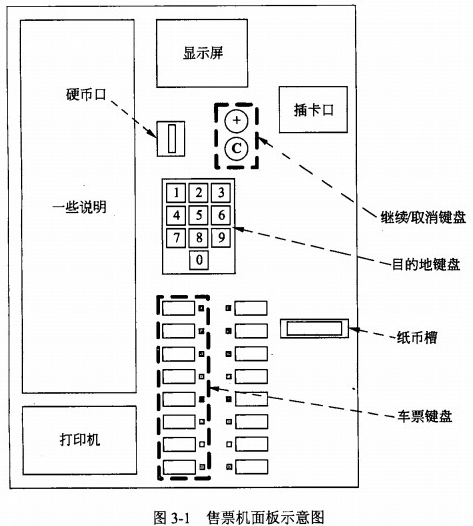 显示屏
硬币口
插卡口
+
C
一些说明
1 2 3
4 5 6
7 8 9
0
继续/取消键盘
目的地键盘
纸币槽
车票键盘
打印机
图 3-1 售票机面板示意图